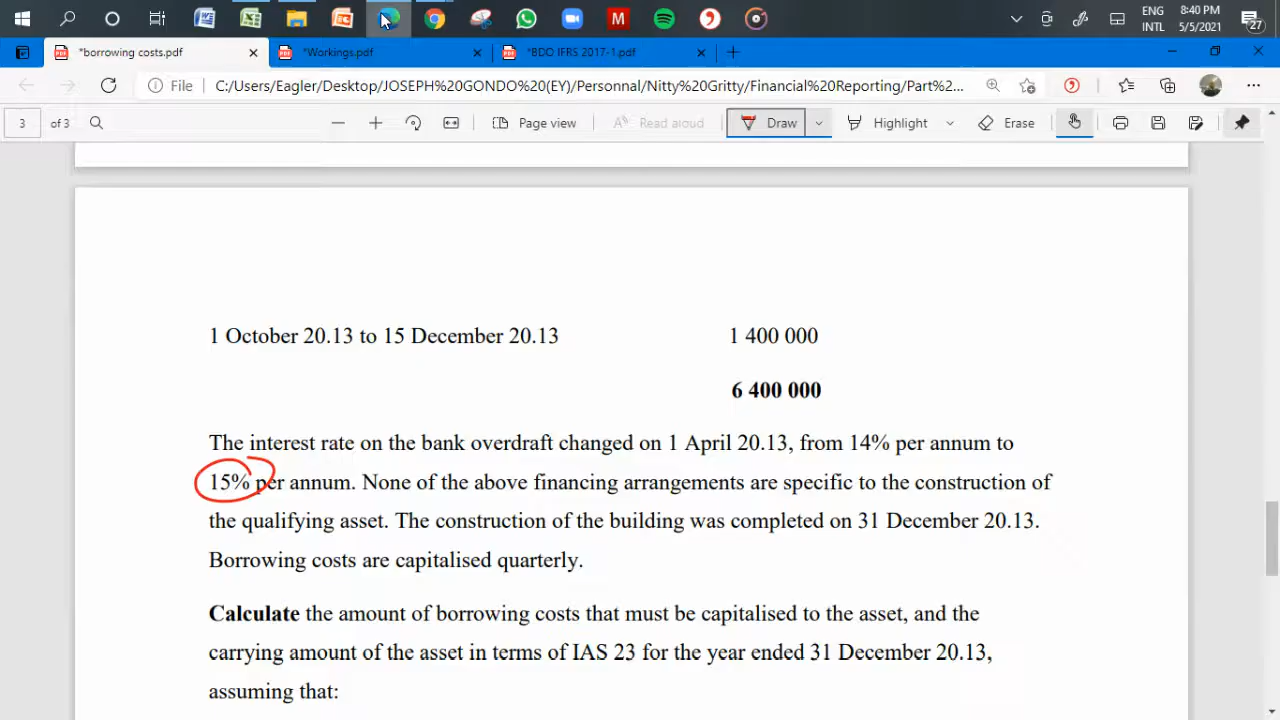 ENG
8:40 PM
INTL
5/5/2021
27
*borrowing costs.pdf
*Workings.pdf
*BDO IFRS 2017-1.pdf
File
C:/Users/Eagler/Desktop/JOSEPH%20GONDO%20(EY)/Personnal/Nitty%20Gritty/Financial%20Reporting/Part%2...
3 of 3
Page view
Read aloud
Draw
Highlight
Erase
1 October 20.13 to 15 December 20.13 1 400 000
6 400 000
The interest rate on the bank overdraft changed on 1 April 20.13, from 14% per annum to
15% per annum. None of the above financing arrangements are specific to the construction of
the qualifying asset. The construction of the building was completed on 31 December 20.13.
Borrowing costs are capitalised quarterly.
Calculate the amount of borrowing costs that must be capitalised to the asset, and the
carrying amount of the asset in terms of IAS 23 for the year ended 31 December 20.13,
assuming that: